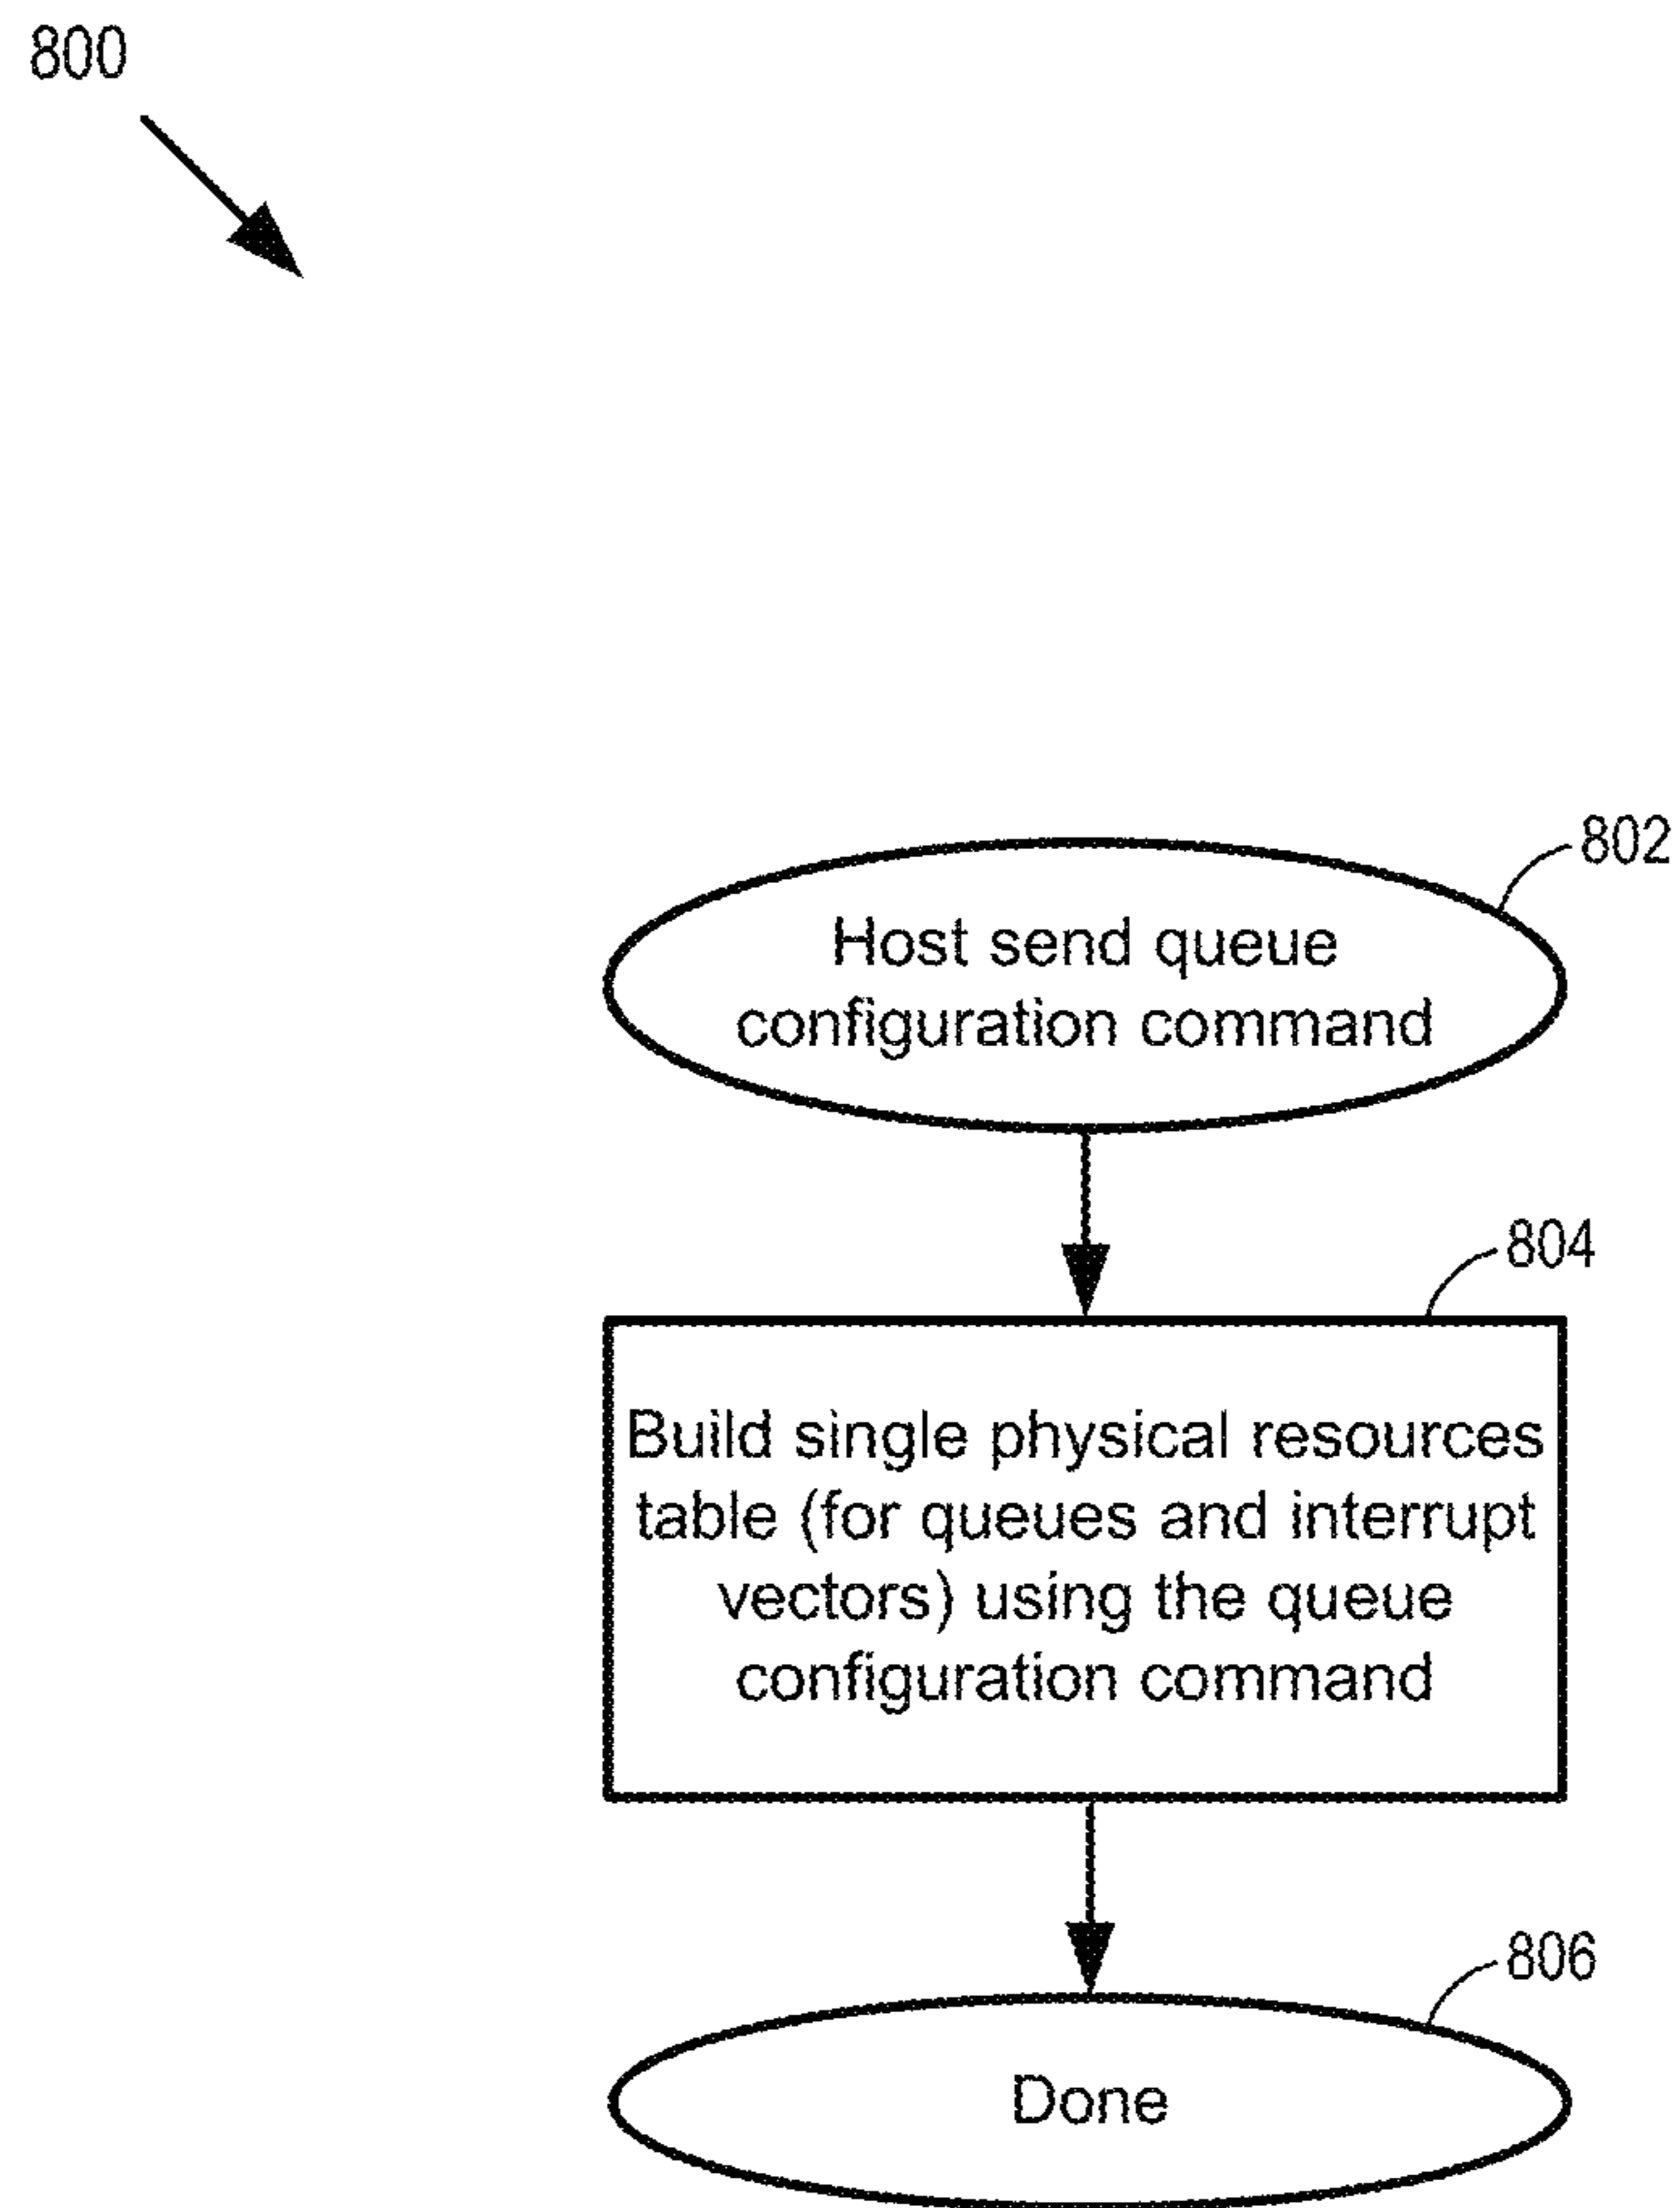 800
802
Host send queue
configuration command
804
Build single physical resources
table (for queues and interrupt
vectors) using the queue
configuration command
806
Done